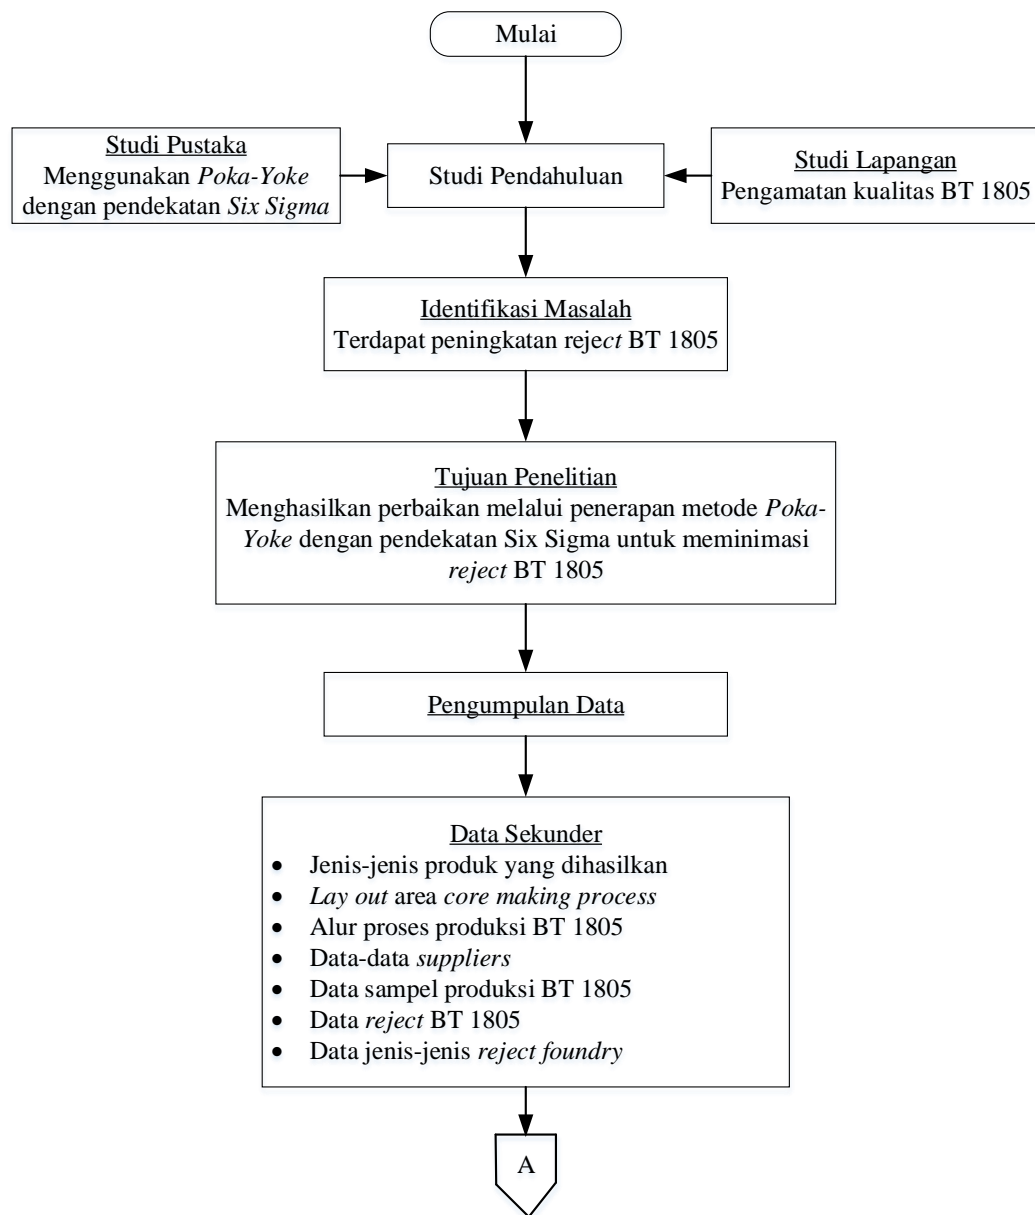 Mulai
Studi Pustaka
Menggunakan Poka-Yoke
dengan pendekatan Six Sigma
Studi Pendahuluan
Studi Lapangan
Pengamatan kualitas BT 1805
Identifikasi Masalah
Terdapat peningkatan reject BT 1805
Tujuan Penelitian
Menghasilkan perbaikan melalui penerapan metode Poka-
Yoke dengan pendekatan Six Sigma untuk meminimasi
reject BT 1805
Pengumpulan Data
Data Sekunder
• Jenis-jenis produk yang dihasilkan
• Lay out area core making process
• Alur proses produksi BT 1805
• Data-data suppliers
• Data sampel produksi BT 1805
• Data reject BT 1805
• Data jenis-jenis reject foundry
A